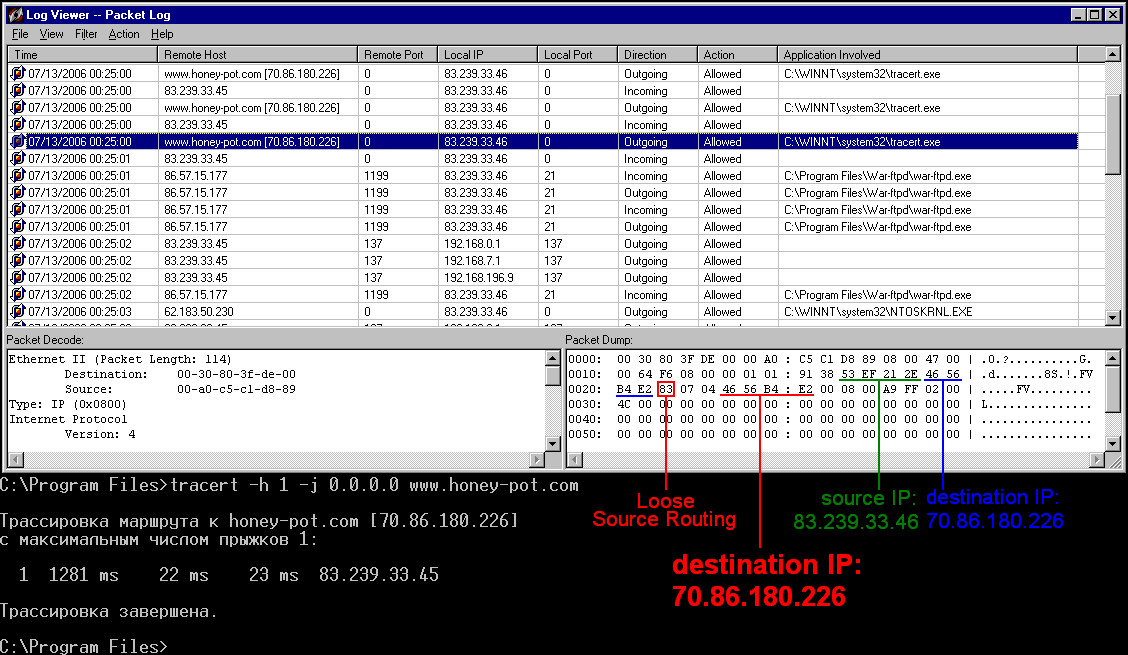 Log Viewer -- Packet Log
File View Filter Action Help
Time Remote Host Remote Port Local IP Local Port Direction Action Application Involved
07/13/2006 00:25:00 www.honey-pot.com [70.86.180.226] 0 83.239.33.46 0 Outgoing Allowed C:\WINNT\system32\tracert.exe
07/13/2006 00:25:00 83.239.33.45 0 83.239.33.46 0 Incoming Allowed
07/13/2006 00:25:00 www.honey-pot.com [70.86.180.226] 0 83.239.33.46 0 Outgoing Allowed C:\WINNT\system32\tracert.exe
07/13/2006 00:25:00 83.239.33.45 0 83.239.33.46 0 Incoming Allowed
07/13/2006 00:25:00 www.honey-pot.com [70.86.180.226] 0 83.239.33.46 0 Outgoing Allowed C:\WINNT\system32\tracert.exe
07/13/2006 00:25:01 83.239.33.45 0 83.239.33.46 0 Incoming Allowed
07/13/2006 00:25:01 86.57.15.177 1199 83.239.33.46 21 Incoming Allowed C:\Program Files\War-ftpd\war-ftpd.exe
07/13/2006 00:25:01 86.57.15.177 1199 83.239.33.46 21 Outgoing Allowed C:\Program Files\War-ftpd\war-ftpd.exe
07/13/2006 00:25:01 86.57.15.177 1199 83.239.33.46 21 Incoming Allowed C:\Program Files\War-ftpd\war-ftpd.exe
07/13/2006 00:25:01 86.57.15.177 1199 83.239.33.46 21 Outgoing Allowed C:\Program Files\War-ftpd\war-ftpd.exe
07/13/2006 00:25:02 83.239.33.45 137 192.168.0.1 137 Outgoing Allowed
07/13/2006 00:25:02 83.239.33.45 137 192.168.7.1 137 Outgoing Allowed
07/13/2006 00:25:02 83.239.33.45 137 192.168.196.9 137 Outgoing Allowed
07/13/2006 00:25:02 86.57.15.177 1199 83.239.33.46 21 Incoming Allowed C:\Program Files\War-ftpd\war-ftpd.exe
07/13/2006 00:25:03 62.183.50.230 0 83.239.33.46 0 Outgoing Allowed C:\WINNT\system32\NTOSKRNL.EXE
Packet Decode:
Ethernet II (Packet Length: 114)
Destination: 00-30-80-3f-de-00
Source: 00-a0-c5-c1-d8-89
Type: IP (0x0800)
Internet Protocol
Version: 4
Packet Dump:
0000: 00 30 80 3F DE 00 00 A0 : C5 C1 D8 89 08 00 47 00 | .0.?..........G.
0010: 00 64 F6 08 00 00 01 01 : 91 38 53 EF 21 2E 46 56 | .d.......8S.!.FV
0020: B4 E2 83 07 04 46 56 B4 : E2 00 08 00 A9 FF 02 00 | .....FV.........
0030: 4C 00 00 00 00 00 00 00 : 00 00 00 00 00 00 00 00 | L...............
0040: 00 00 00 00 00 00 00 00 : 00 00 00 00 00 00 00 00 | ................
0050: 00 00 00 00 00 00 00 00 : 00 00 00 00 00 00 00 00 | ................
C:\Program Files>tracert -h 1 -j 0.0.0.0 www.honey-pot.com
Трассировка маршрута к honey-pot.com [70.86.180.226]
с максимальным числом прыжков 1:
1 1281 ms 22 ms 23 ms 83.239.33.45
Трассировка завершена.
C:\Program Files>
Loose
Source Routing
source IP:
83.239.33.46
destination IP:
70.86.180.226
destination IP:
70.86.180.226